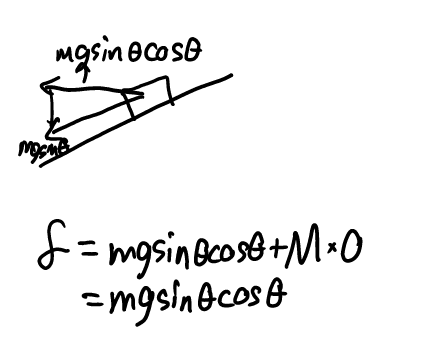 mgsinθcosθ
mgsinθ
f = mgsinθcosθ+M×0
= mgsinθcosθ